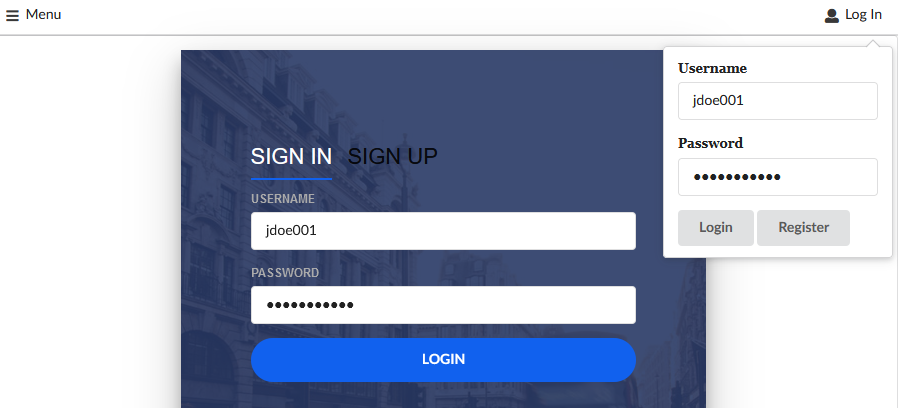 Menu
Log In
SIGN IN SIGN UP
USERNAME
jdoe001
PASSWORD
•••••••••••
LOGIN
Username
jdoe001
Password
•••••••••••
Login Register